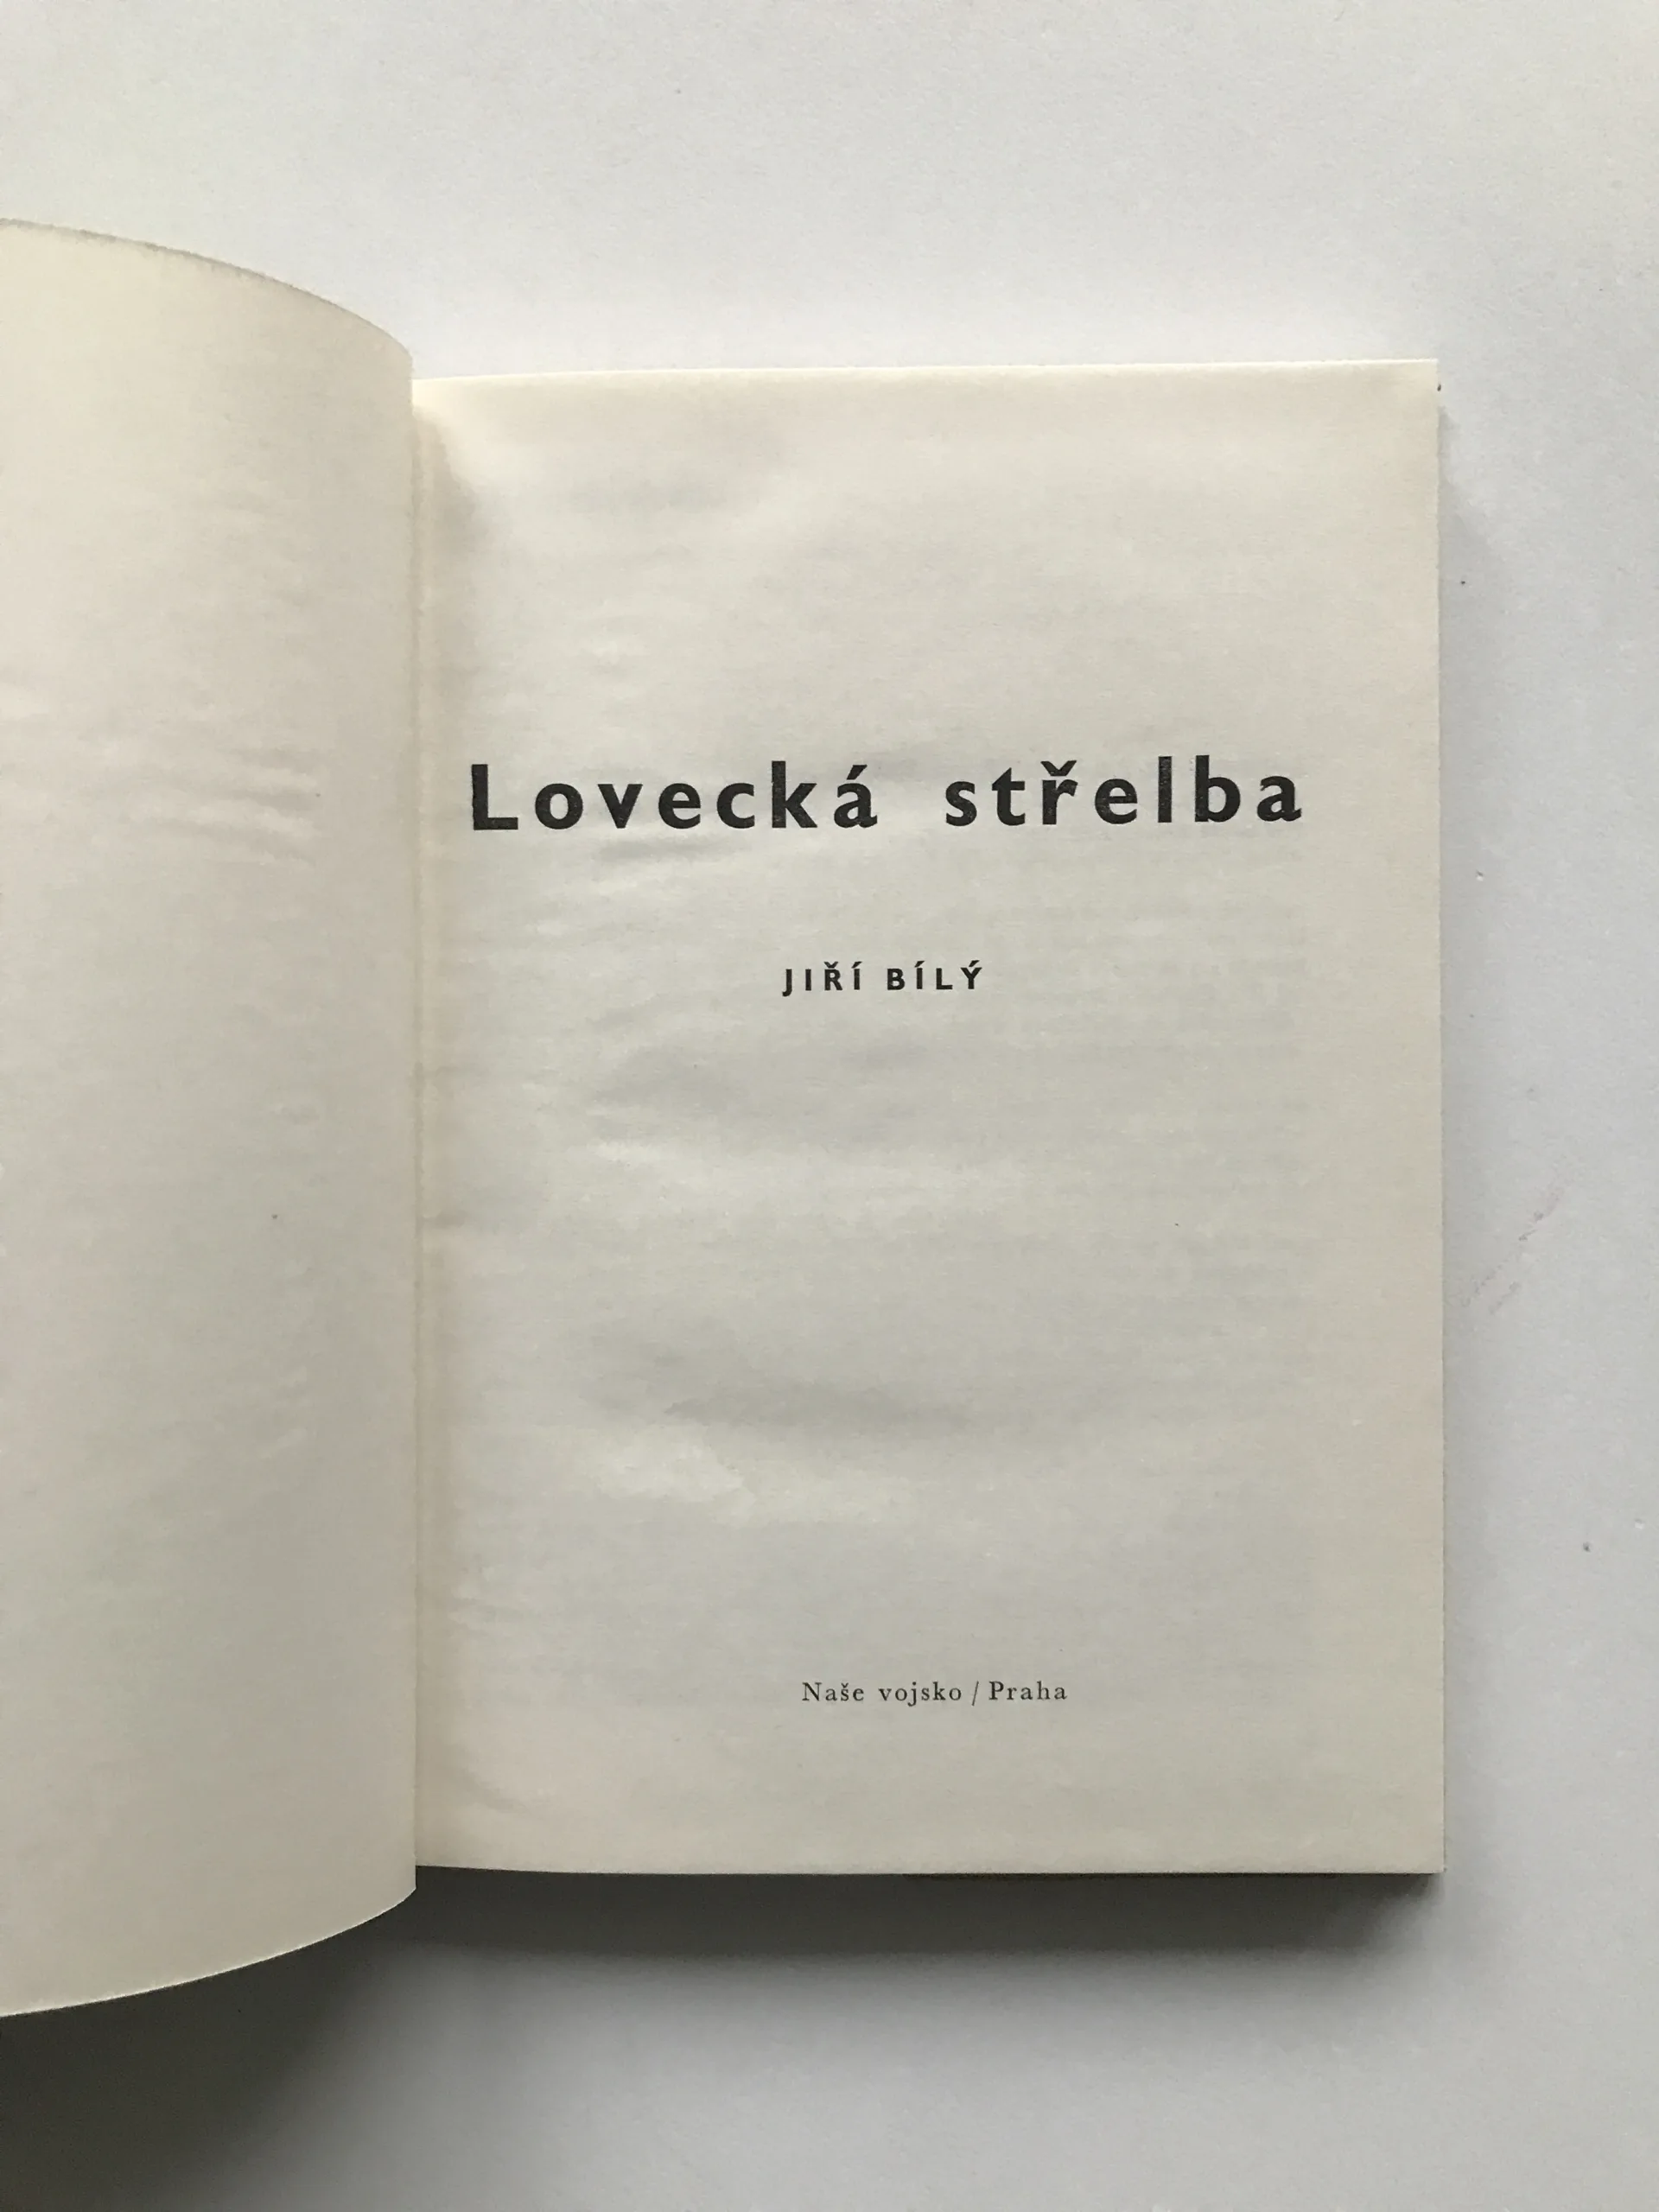 Lovecká střelba
JIŘÍ BÍLÝ
Naše vojsko / Praha